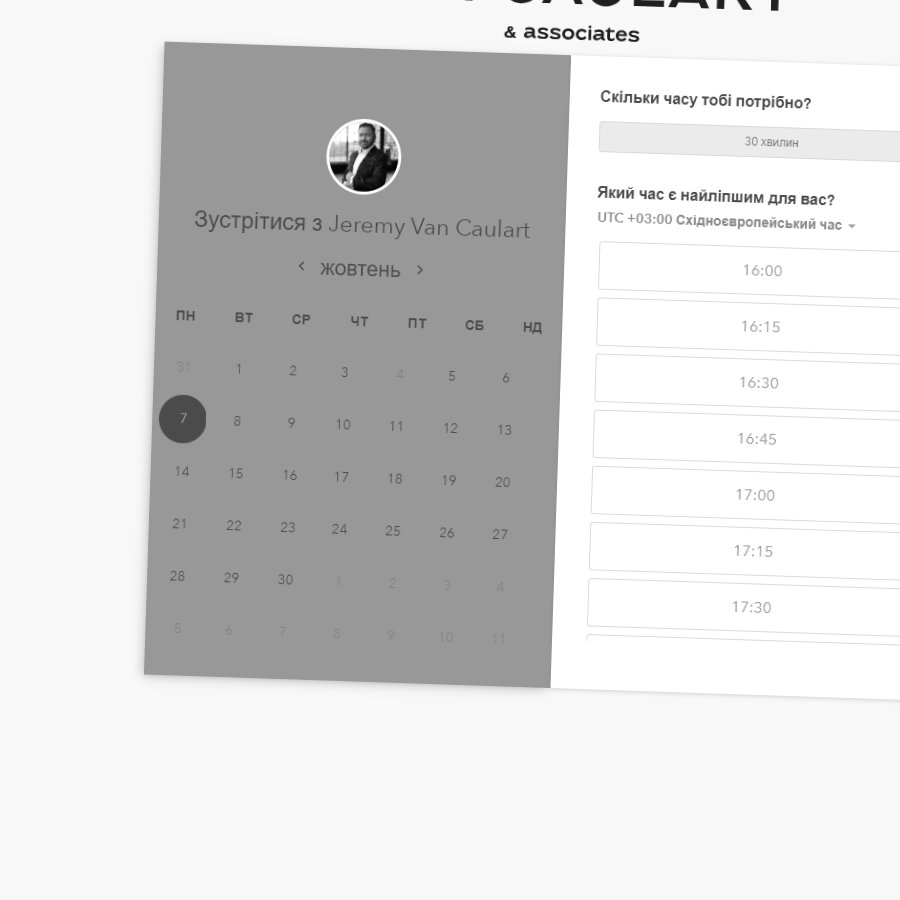 CAULART
& associates
Зустрітися з Jeremy Van Caulart
жовтень
ПН ВТ СР ЧТ ПТ СБ НД
31 1 2 3 4 5 6
7 8 9 10 11 12 13
14 15 16 17 18 19 20
21 22 23 24 25 26 27
28 29 30 1 2 3 4
5 6 7 8 9 10 11
Скільки часу тобі потрібно?
30 хвилин
Який час є найліпшим для вас?
UTC +03:00 Східноєвропейський час
16:00
16:15
16:30
16:45
17:00
17:15
17:30